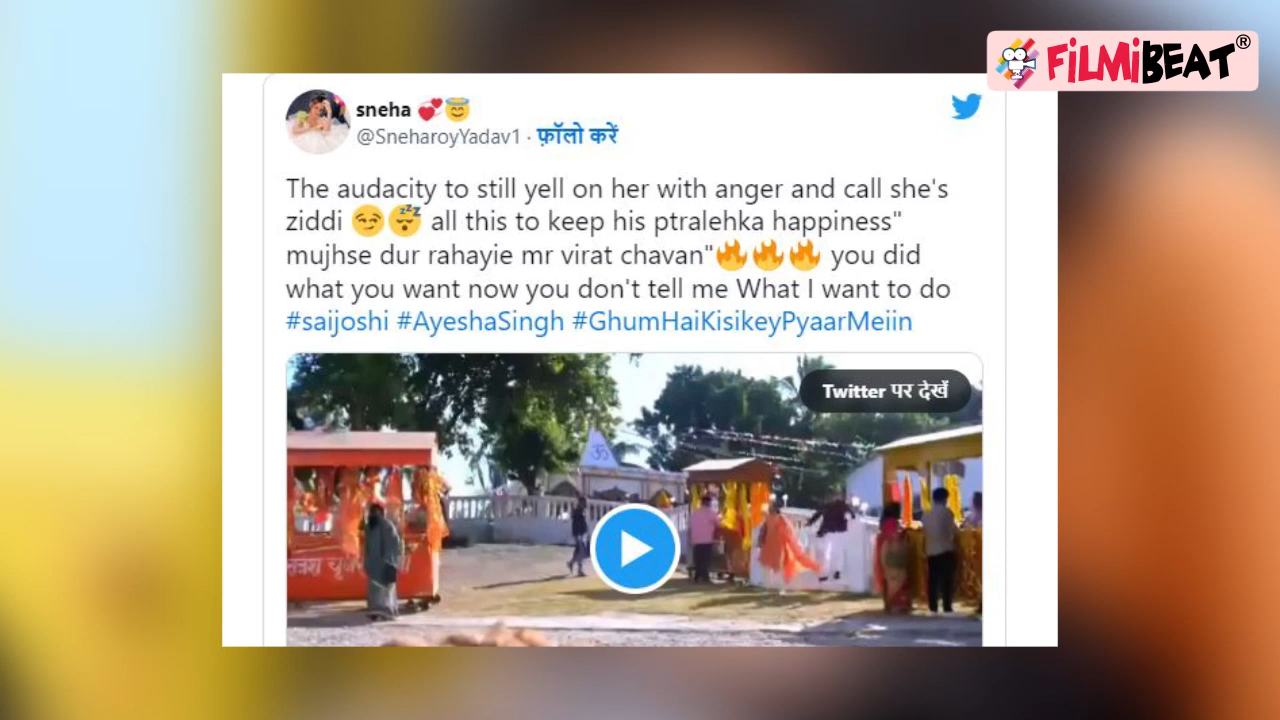 FiLMiBEAT®
sneha 💞😇
@SneharoyYadav1 · फ़ॉलो करें
The audacity to still yell on her with anger and call she's
ziddi 😏😴 all this to keep his ptralehka happiness"
mujhse dur rahayie mr virat chavan"🔥🔥🔥 you did
what you want now you don't tell me What I want to do
#saijoshi #AyeshaSingh #GhumHaiKisikeyPyaarMeiin
Twitter पर देखें
ॐ